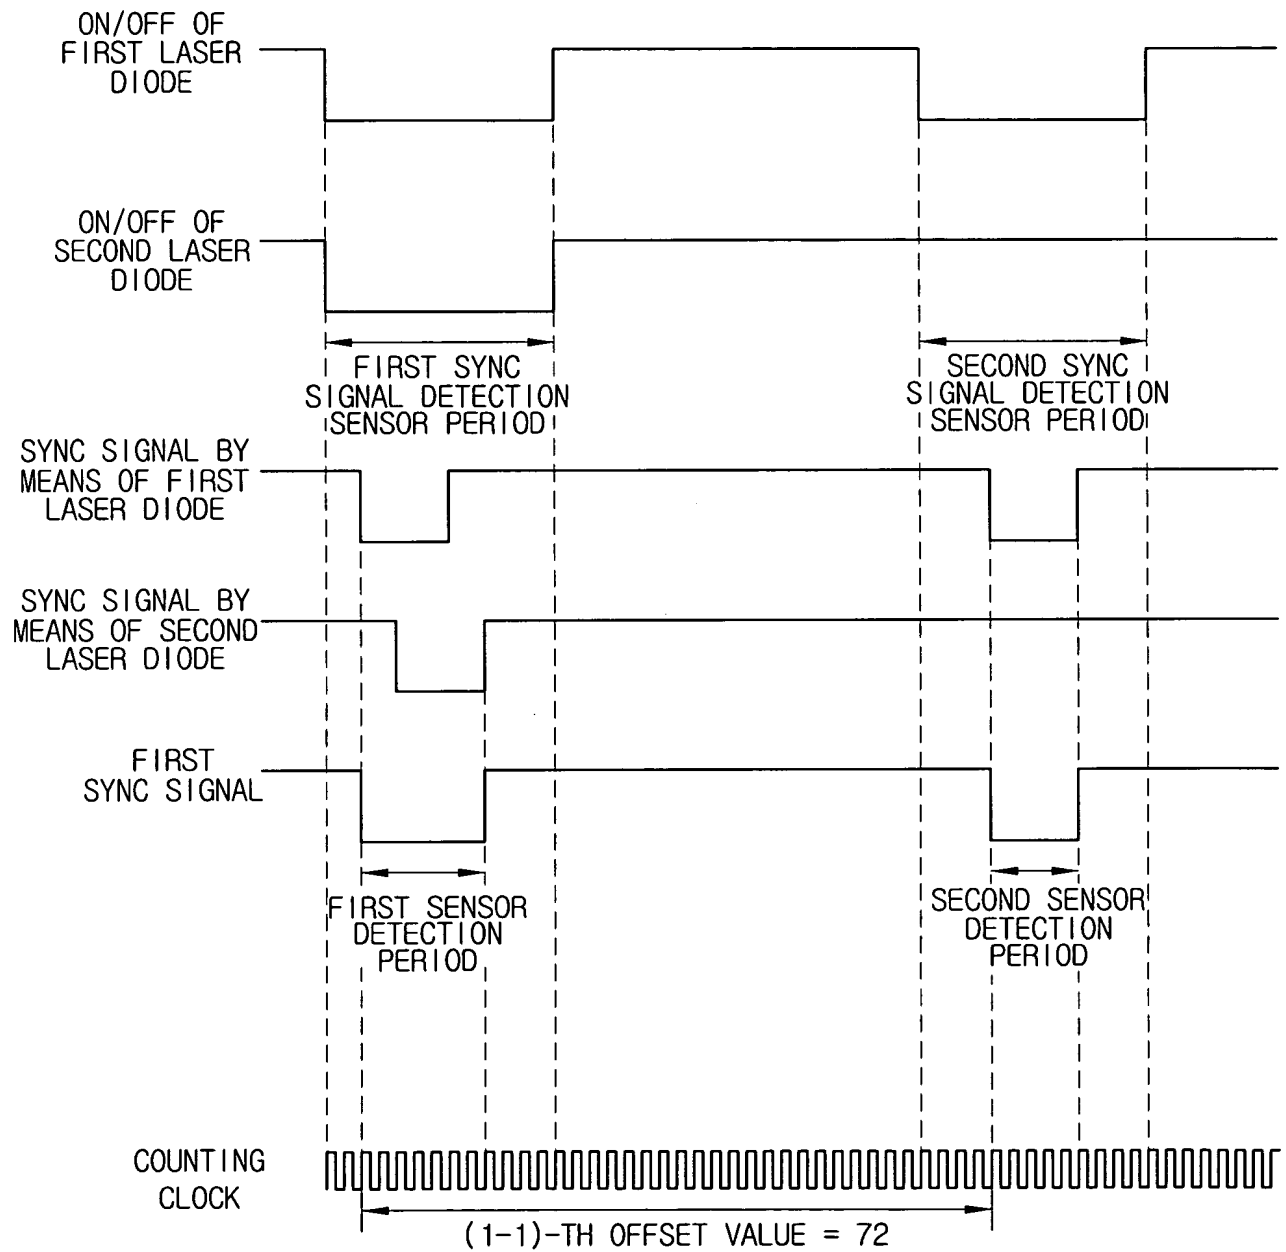 ON/OFF OF
FIRST LASER
DIODE
ON/OFF OF
SECOND LASER
DIODE
FIRST SYNC
SIGNAL DETECTION
SENSOR PERIOD
SECOND SYNC
SIGNAL DETECTION
SENSOR PERIOD
SYNC SIGNAL BY
MEANS OF FIRST
LASER DIODE
SYNC SIGNAL BY
MEANS OF SECOND
LASER DIODE
FIRST
SYNC SIGNAL
FIRST SENSOR
DETECTION
PERIOD
SECOND SENSOR
DETECTION
PERIOD
COUNTING
CLOCK
(1-1)-TH OFFSET VALUE = 72